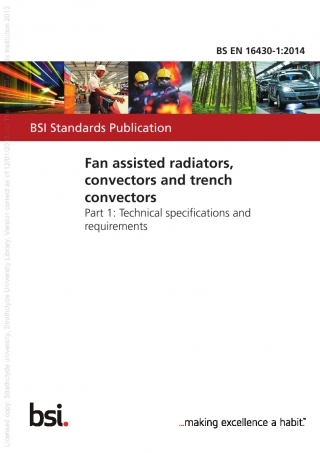 BS EN 16430-1:2014
BSI Standards Publication
Fan assisted radiators,
convectors and trench
convectors
Part 1: Technical specifications and
requirements
bsi.
...making excellence a habit.™